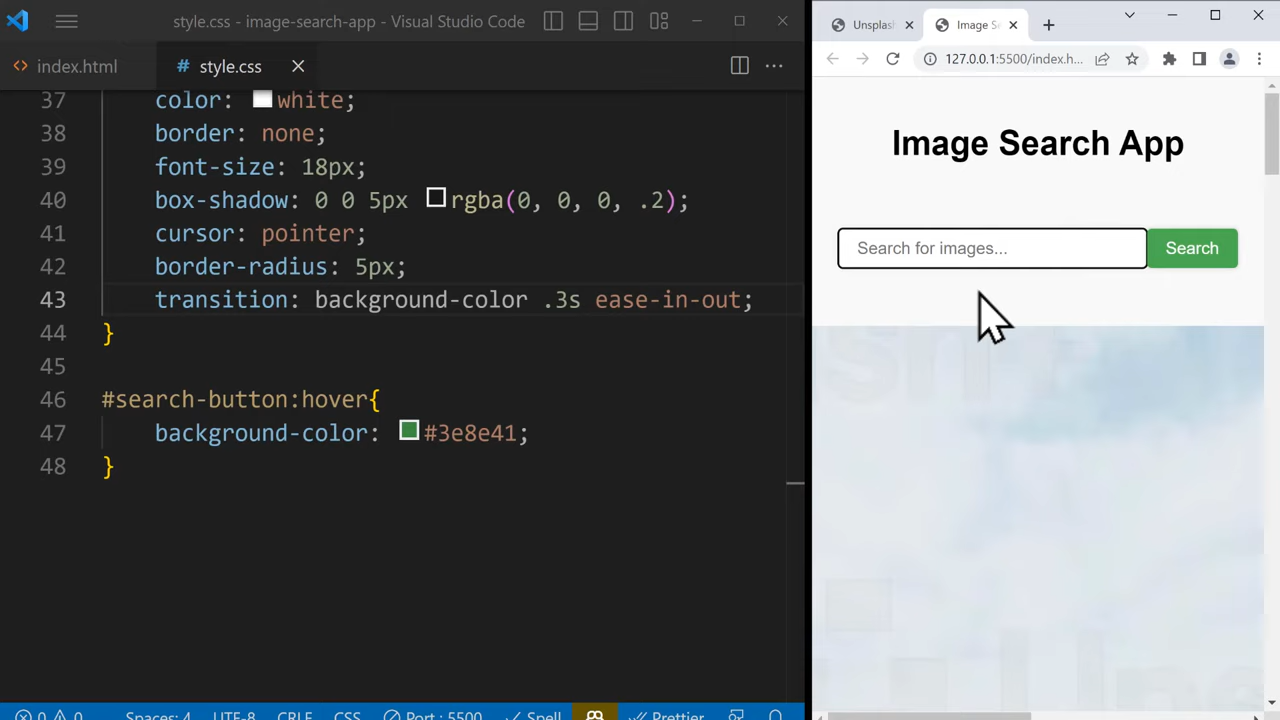 style.css - image-search-app - Visual Studio Code
index.html
# style.css
37 color: white;
38 border: none;
39 font-size: 18px;
40 box-shadow: 0 0 5px rgba(0, 0, 0, .2);
41 cursor: pointer;
42 border-radius: 5px;
43 transition: background-color .3s ease-in-out;
44 }
45
46 #search-button:hover{
47 background-color: #3e8e41;
48 }
0 0 Spaces: 4 UTF-8 CRLF CSS Port : 5500 Spell Prettier
Unsplash Image Se
127.0.0.1:5500/index.h...
Image Search App
Search for images...
Search